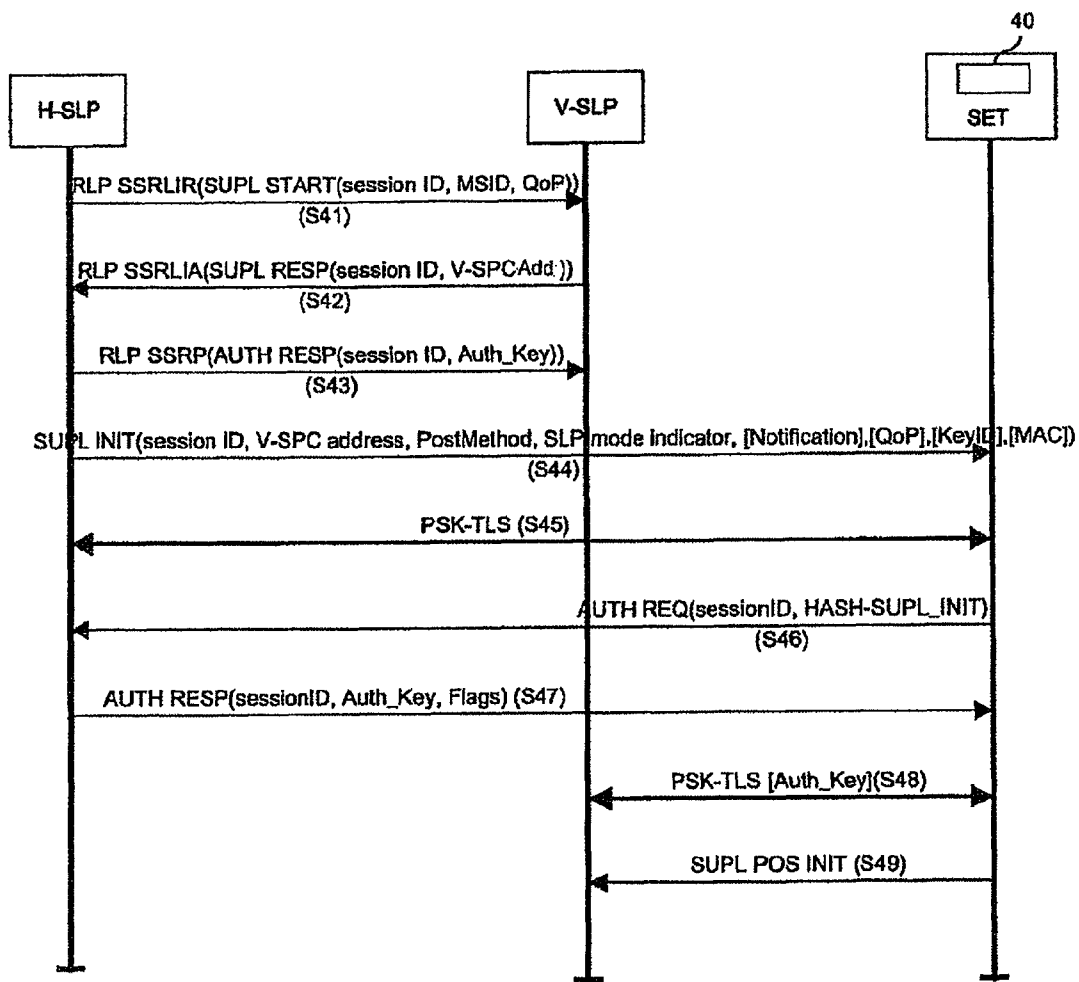 40
H-SLP
V-SLP
SET
RLP SSRLIR(SUPL START(session ID, MSID, QoP))
(S41)
RLP SSRLIA(SUPL RESP(session ID, V-SPCAdd.))
(S42)
RLP SSRP(AUTH RESP(session ID, Auth_Key))
(S43)
SUPL INIT(session ID, V-SPC address, PostMethod, SLP mode indicator, [Notification],[QoP],[KeyID],[MAC])
(S44)
PSK-TLS (S45)
AUTH REQ(sessionID, HASH-SUPL_INIT)
(S46)
AUTH RESP(sessionID, Auth_Key, Flags) (S47)
PSK-TLS [Auth_Key](S48)
SUPL POS INIT (S49)